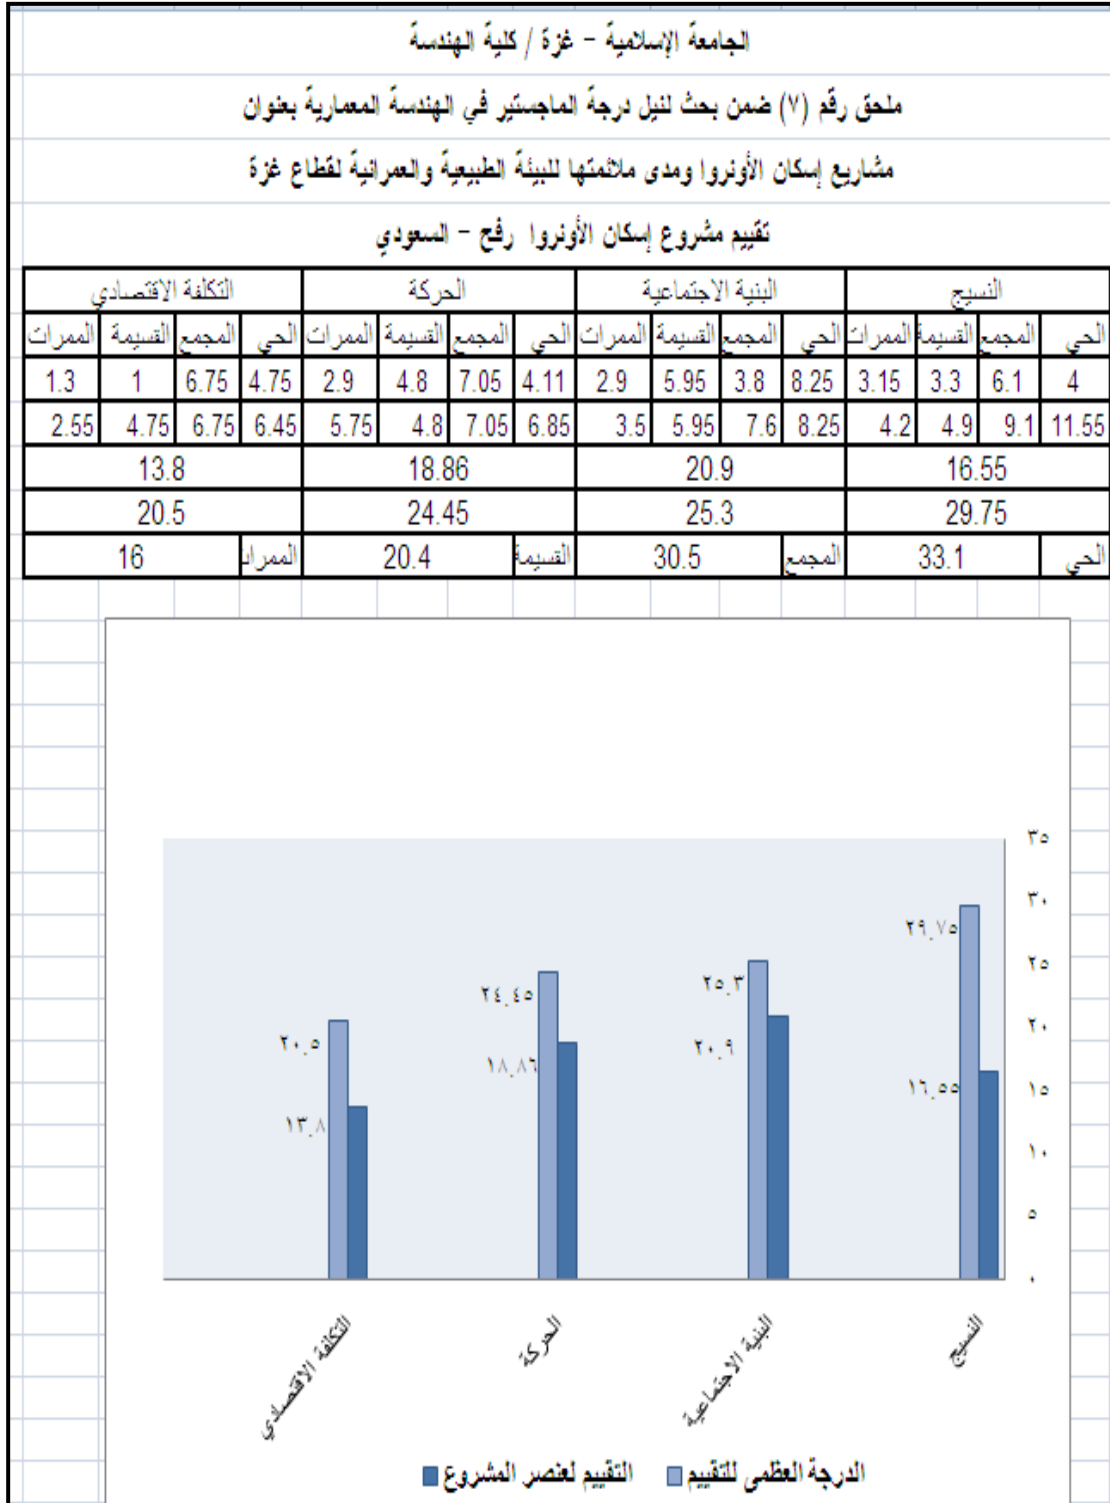 الجامعة الإسلامية - غزة / كلية الهندسة
ملحق رقم (٧) ضمن بحث لنيل درجة الماجستير في الهندسة المعمارية بعنوان
مشاريع إسكان الأونروا ومدى ملائمتها للبيئة الطبيعية والعمرانية لقطاع غزة
تقييم مشروع إسكان الأونروا رفح - السعودي
النسيج البنية الاجتماعية الحركة التكلفة الاقتصادي
الحي المجمع القسيمة الممرات الحي المجمع القسيمة الممرات الحي المجمع القسيمة الممرات الحي المجمع القسيمة الممرات
4 6.1 3.3 3.15 8.25 3.8 5.95 2.9 4.11 7.05 4.8 2.9 4.75 6.75 1 1.3
11.55 9.1 4.9 4.2 8.25 7.6 5.95 3.5 6.85 7.05 4.8 5.75 6.45 6.75 4.75 2.55
16.55 20.9 18.86 13.8
29.75 25.3 24.45 20.5
الحي 33.1 المجمع 30.5 القسيمة 20.4 الممرات 16
٣٥
٣٠
٢٥
٢٠
١٥
١٠
٥
٠
٢٩.٧٥
١٦.٥٥
٢٥.٣
٢٠.٩
٢٤.٤٥
١٨.٨٦
٢٠.٥
١٣.٨
النسيج
البنية الاجتماعية
الحركة
التكلفة الاقتصادي
الدرجة العظمى للتقييم التقييم لعنصر المشروع